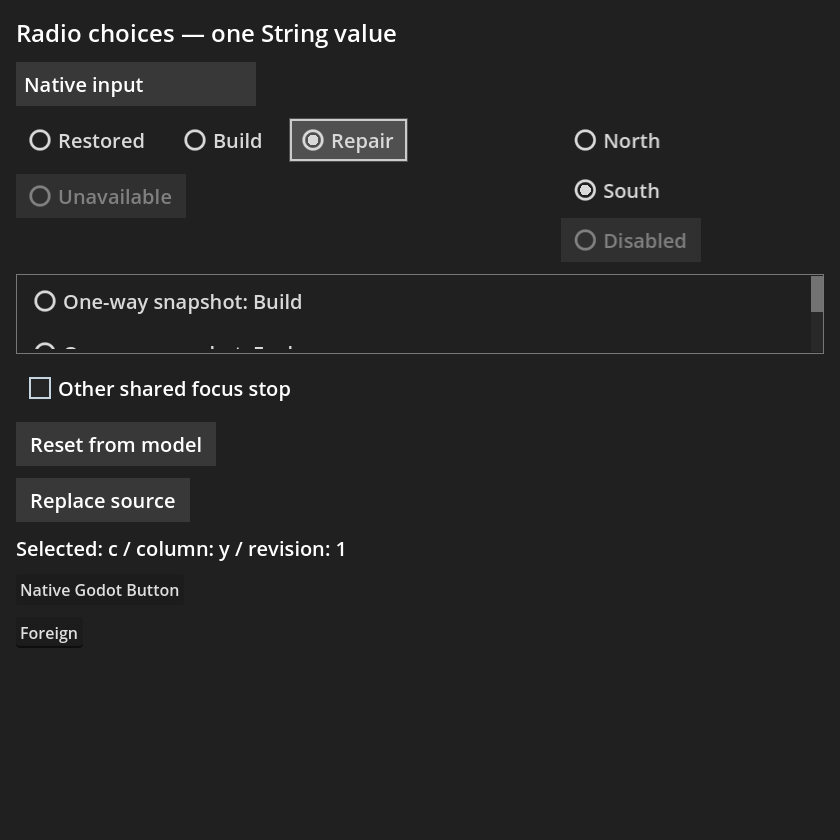 Radio choices — one String value
Native input
Restored Build Repair North
South
Unavailable
Disabled
One-way snapshot: Build
Other shared focus stop
Reset from model
Replace source
Selected: c / column: y / revision: 1
Native Godot Button
Foreign